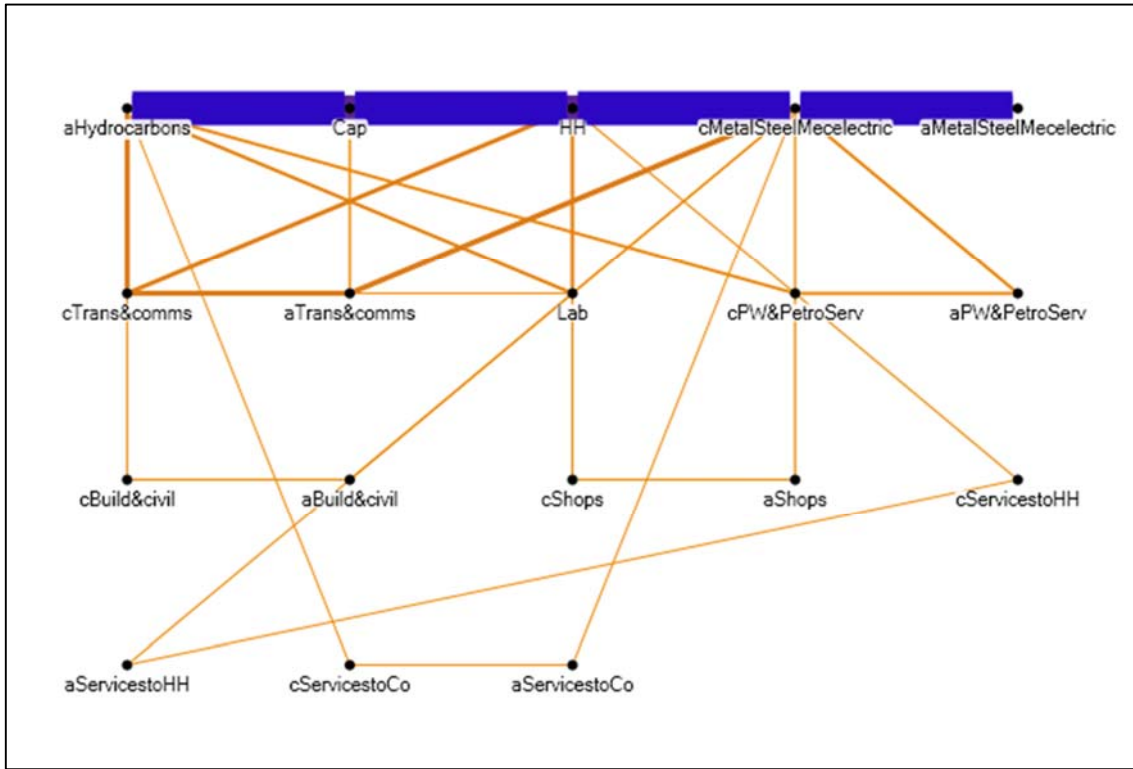 aHydrocarbons Cap HH cMetalSteelMecelectric aMetalSteelMecelectric
cTrans&comms aTrans&comms Lab cPW&PetroServ aPW&PetroServ
cBuild&civil aBuild&civil cShops aShops cServicestoHH
aServicestoHH cServicestoCo aServicestoCo